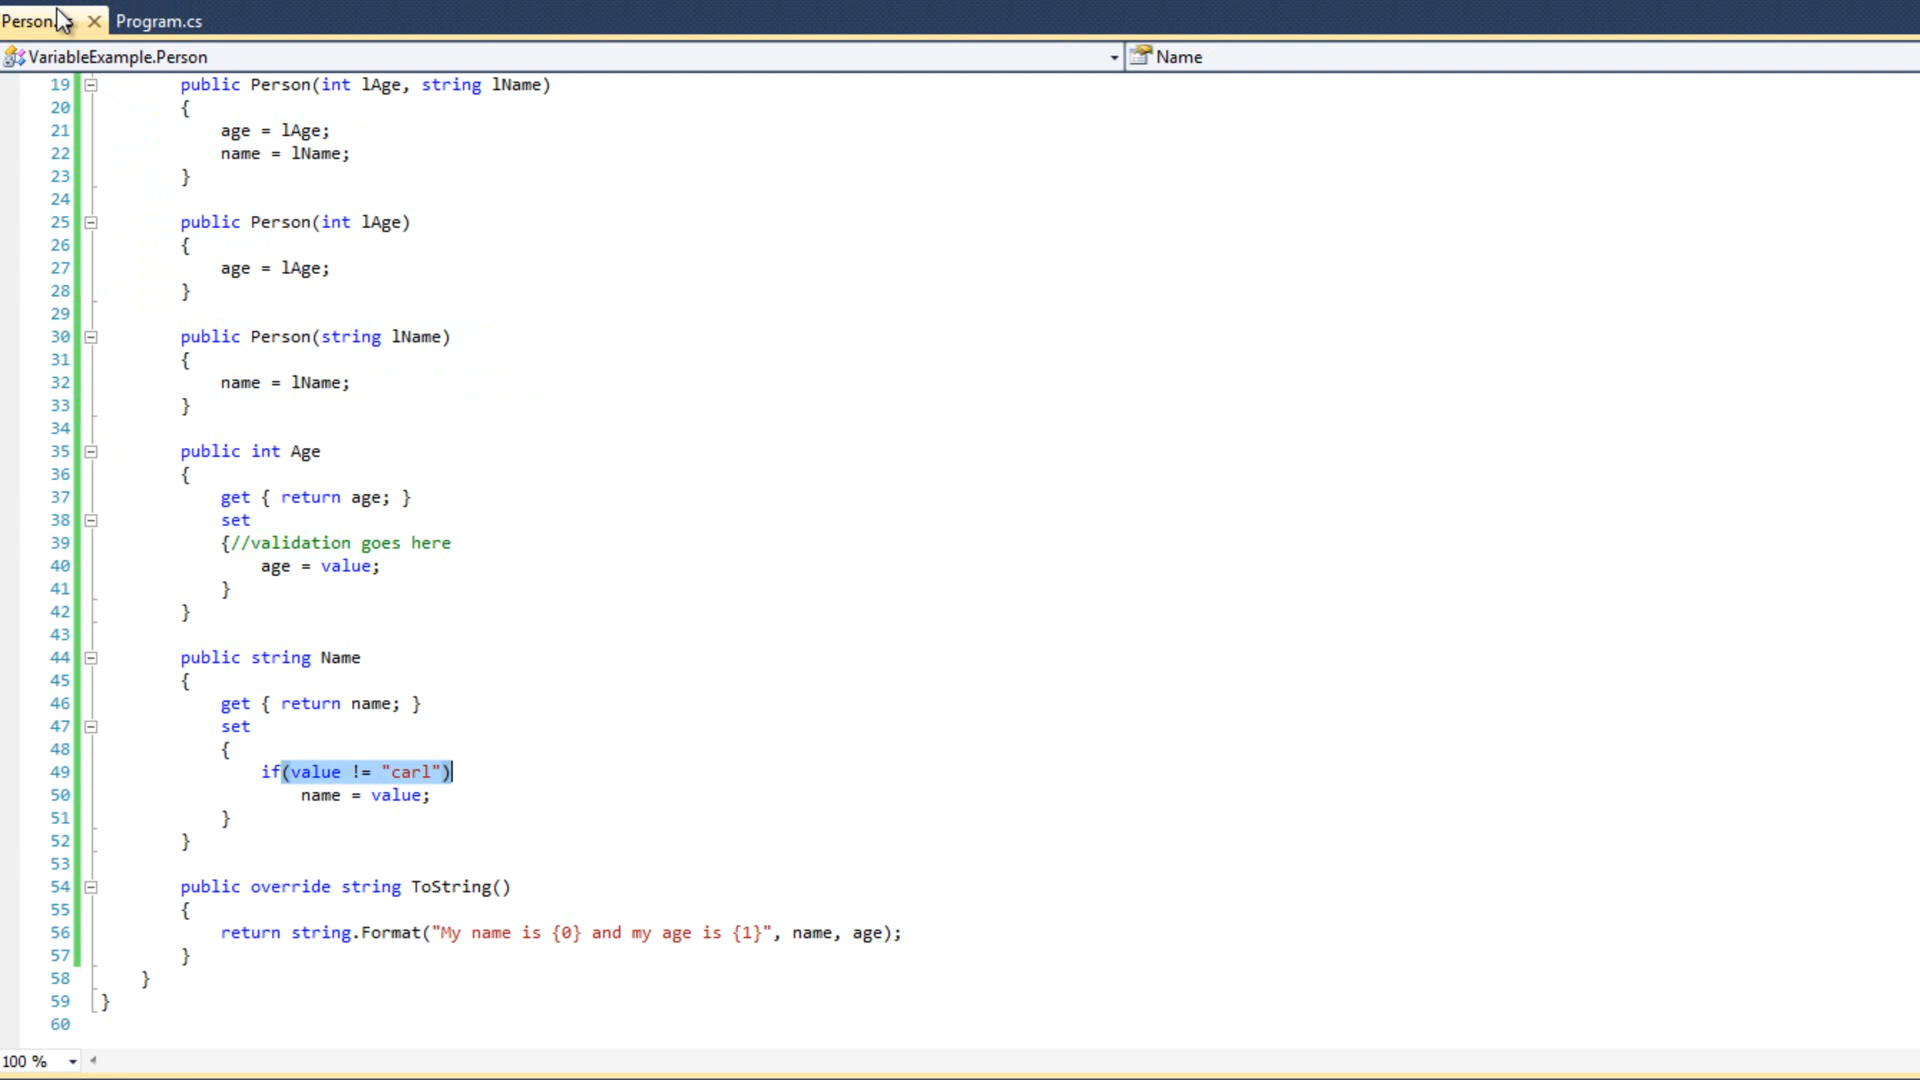 Person. Program.cs
VariableExample.Person Name
19 public Person(int lAge, string lName)
20 {
21 age = lAge;
22 name = lName;
23 }
24
25 public Person(int lAge)
26 {
27 age = lAge;
28 }
29
30 public Person(string lName)
31 {
32 name = lName;
33 }
34
35 public int Age
36 {
37 get { return age; }
38 set
39 {//validation goes here
40 age = value;
41 }
42 }
43
44 public string Name
45 {
46 get { return name; }
47 set
48 {
49 if(value != "carl")
50 name = value;
51 }
52 }
53
54 public override string ToString()
55 {
56 return string.Format("My name is {0} and my age is {1}", name, age);
57 }
58 }
59 }
60
100 %